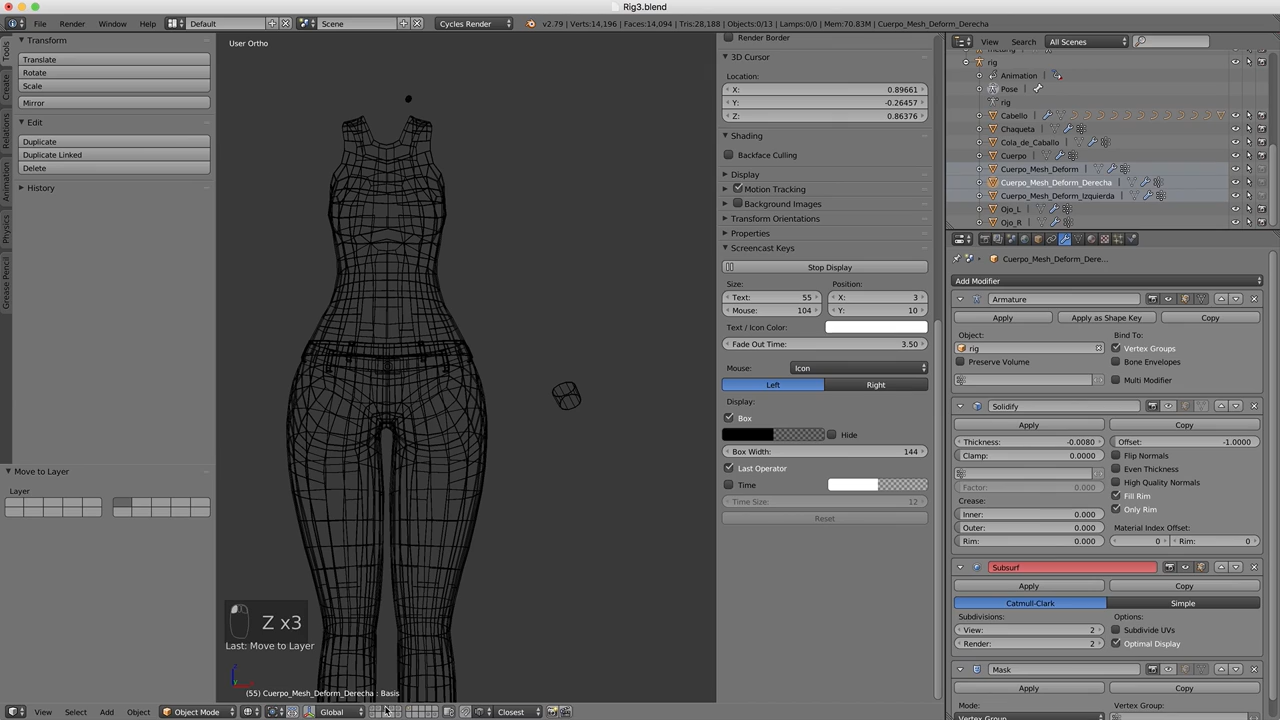 Rig3.blend
File Render Window Help Default Scene Cycles Render v2.79 | Verts:14,196 | Faces:14,094 | Tris:28,188 | Objects:0/13 | Lamps:0/0 | Mem:70.83M | Cuerpo_Mesh_Deform_Derecha
Tools
Create
Relations
Animation
Physics
Grease Pencil
Transform
Translate
Rotate
Scale
Mirror
Edit
Duplicate
Duplicate Linked
Delete
History
Move to Layer
Layer
User Ortho
Z x3
Last: Move to Layer
(55) Cuerpo_Mesh_Deform_Derecha : Basis
View Select Add Object Object Mode Global Closest
Render Border
3D Cursor
Location:
X: 0.89661
Y: -0.26457
Z: 0.86376
Shading
Backface Culling
Display
Motion Tracking
Background Images
Transform Orientations
Properties
Screencast Keys
Stop Display
Size: Position:
Text: 55 X: 3
Mouse: 104 Y: 10
Text / Icon Color:
Fade Out Time: 3.50
Mouse: Icon
Left Right
Display:
Box
Hide
Box Width: 144
Last Operator
Time
Time Size: 12
Reset
View Search All Scenes
rig
Animation
Pose
rig
Cabello
Chaqueta
Cola_de_Caballo
Cuerpo
Cuerpo_Mesh_Deform
Cuerpo_Mesh_Deform_Derecha
Cuerpo_Mesh_Deform_Izquierda
Ojo_L
Ojo_R
Cuerpo_Mesh_Deform_Dere...
Add Modifier
Armature
Apply Apply as Shape Key Copy
Object: Bind To:
rig Vertex Groups
Preserve Volume Bone Envelopes
Multi Modifier
Solidify
Apply Copy
Thickness: -0.0080 Offset: -1.0000
Clamp: 0.0000 Flip Normals
Even Thickness
Factor: 0.000 High Quality Normals
Crease: Fill Rim
Inner: 0.000 Only Rim
Outer: 0.000 Material Index Offset:
Rim: 0.000 0 Rim: 0
Subsurf
Apply Copy
Catmull-Clark Simple
Subdivisions: Options:
View: 2 Subdivide UVs
Render: 2 Optimal Display
Mask
Apply Copy
Mode: Vertex Group:
Vertex Group